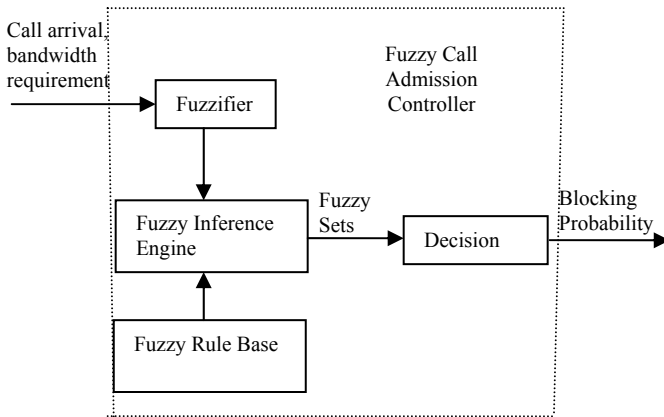 Call arrival,
bandwidth
requirement
Fuzzy Call
Admission
Controller
Fuzzifier
Fuzzy Inference
Engine
Fuzzy
Sets
Decision
Blocking
Probability
Fuzzy Rule Base